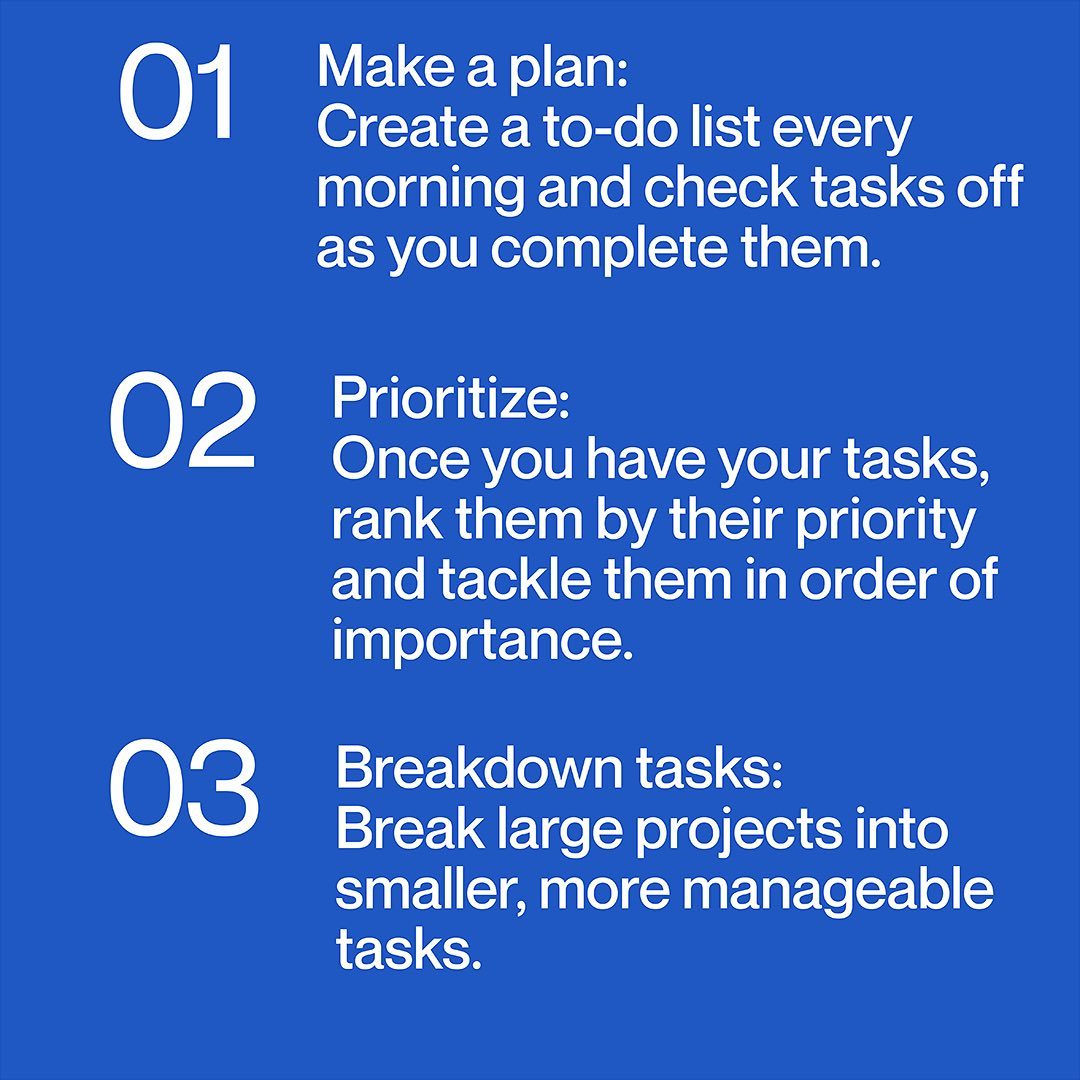 01
Make a plan:
Create a to-do list every
morning and check tasks off
as you complete them.
02
Prioritize:
Once you have your tasks,
rank them by their priority
and tackle them in order of
importance.
03
Breakdown tasks:
Break large projects into
smaller, more manageable
tasks.